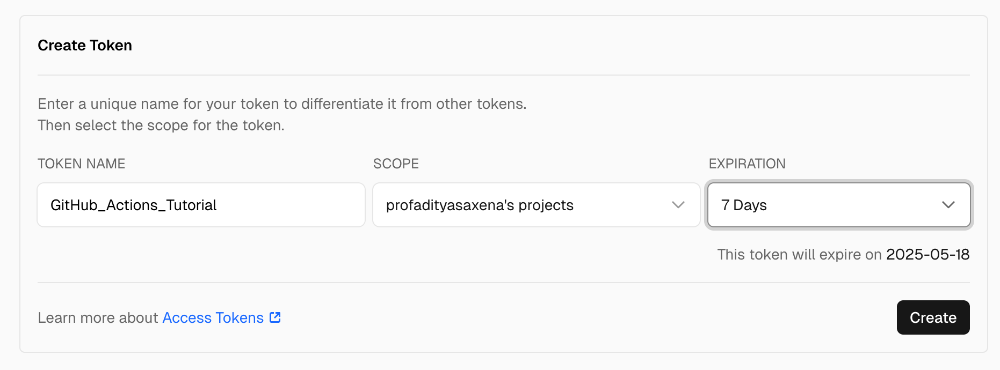 Create Token
Enter a unique name for your token to differentiate it from other tokens.
Then select the scope for the token.
TOKEN NAME
SCOPE
EXPIRATION
GitHub_Actions_Tutorial
profadityasaxena's projects
7 Days
This token will expire on 2025-05-18
Learn more about Access Tokens
Create